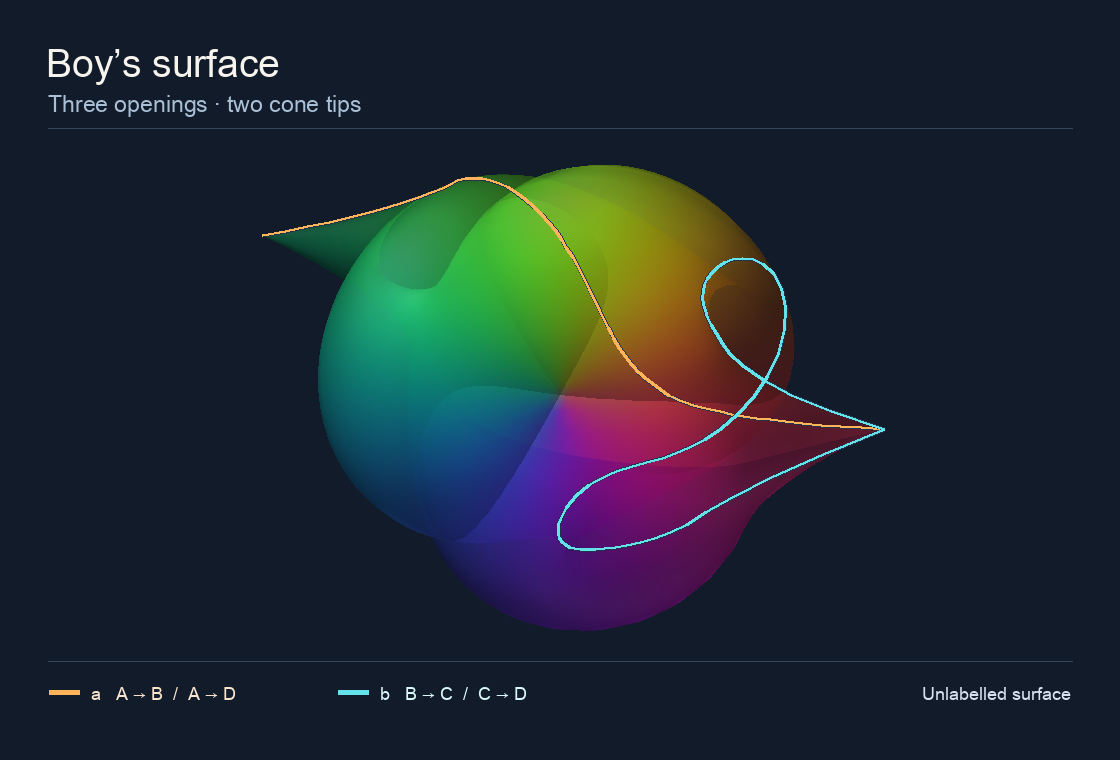 Boy’s surface
Three openings · two cone tips
a A→B / A→D
b B→C / C→D
Unlabelled surface